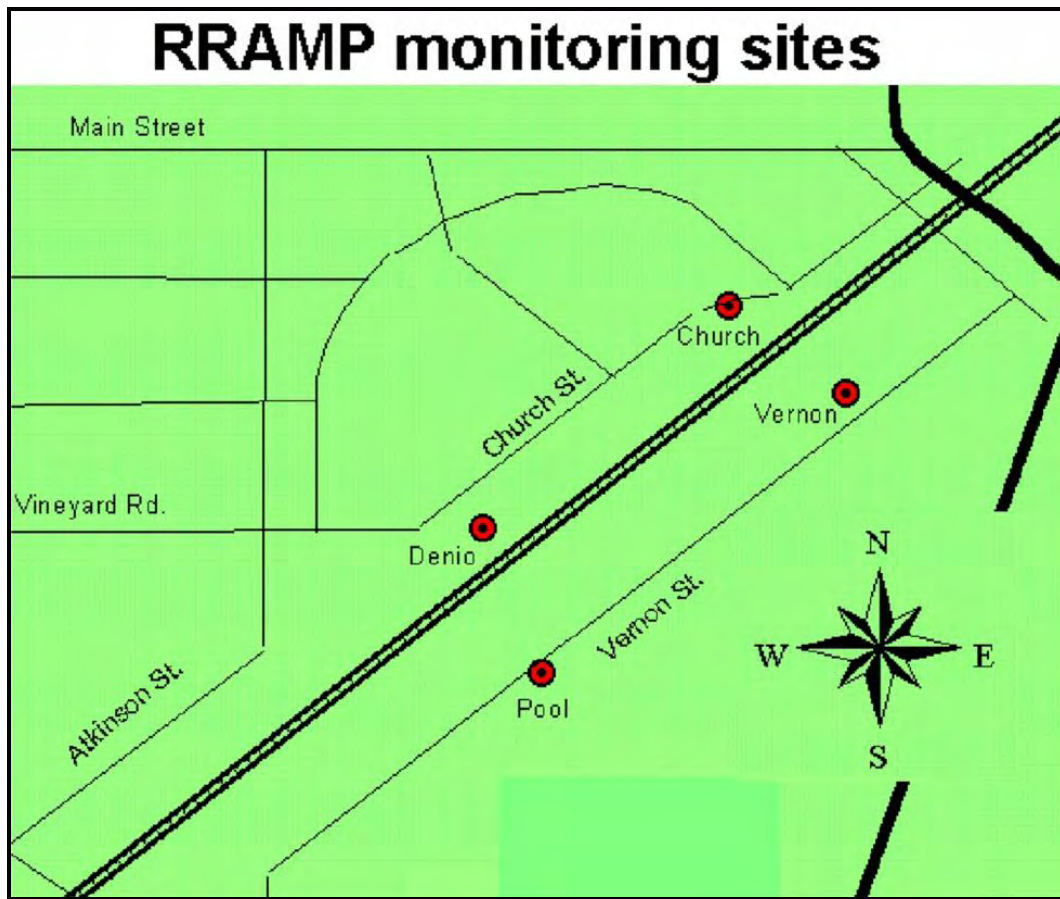 RRAMP monitoring sites
Main Street
Church
Church St.
Vernon
Vineyard Rd.
Denio
N
Vernon St.
W
E
Atkinson St.
Pool
S